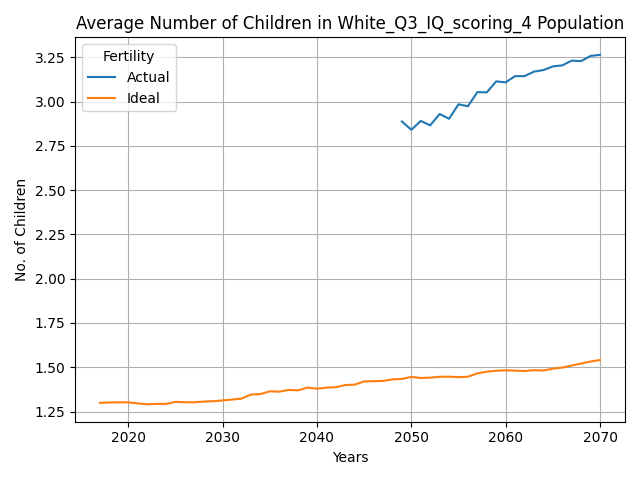 Average Number of Children in White_Q3_IQ_scoring_4 Population
Fertility
Actual
Ideal
3.25
3.00
2.75
2.50
2.25
2.00
1.75
1.50
1.25
No. of Children
2020 2030 2040 2050 2060 2070
Years